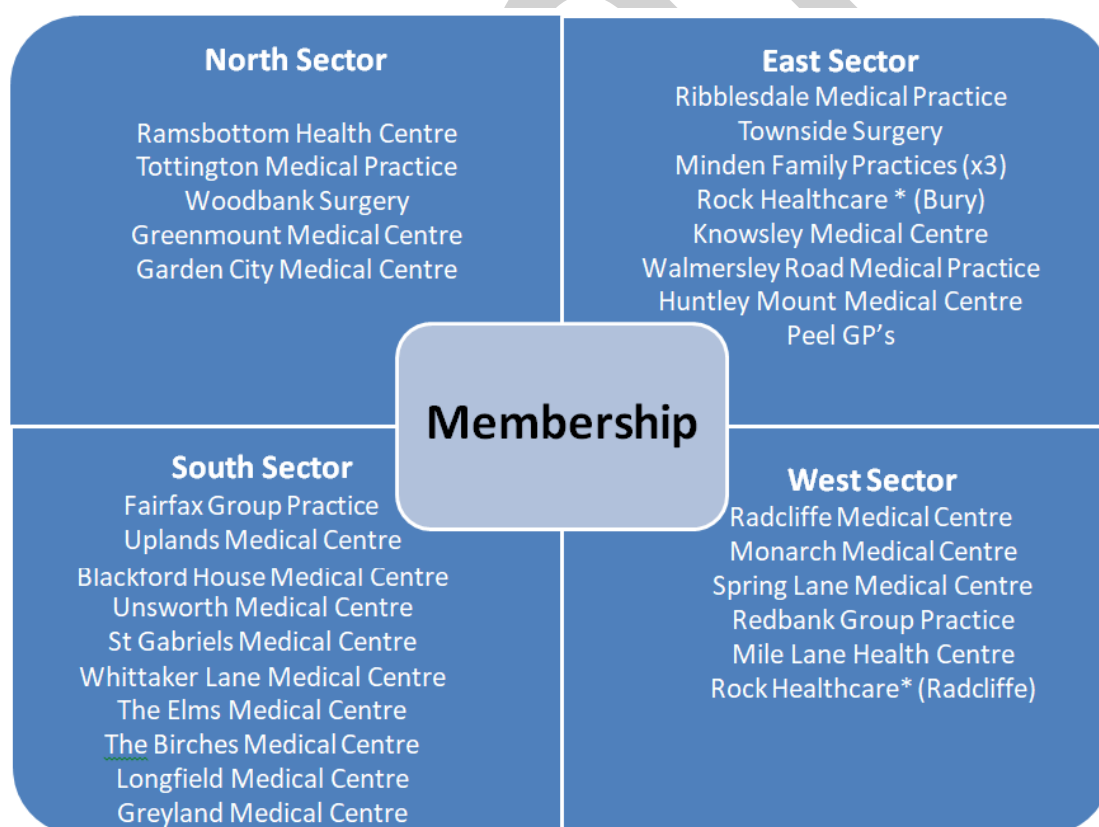 North Sector
Ramsbottom Health Centre
Tottington Medical Practice
Woodbank Surgery
Greenmount Medical Centre
Garden City Medical Centre
East Sector
Ribblesdale Medical Practice
Townside Surgery
Minden Family Practices (x3)
Rock Healthcare * (Bury)
Knowsley Medical Centre
Walmersley Road Medical Practice
Huntley Mount Medical Centre
Peel GP's
Membership
South Sector
Fairfax Group Practice
Uplands Medical Centre
Blackford House Medical Centre
Unsworth Medical Centre
St Gabriels Medical Centre
Whittaker Lane Medical Centre
The Elms Medical Centre
The Birches Medical Centre
Longfield Medical Centre
Greyland Medical Centre
West Sector
Radcliffe Medical Centre
Monarch Medical Centre
Spring Lane Medical Centre
Redbank Group Practice
Mile Lane Health Centre
Rock Healthcare* (Radcliffe)